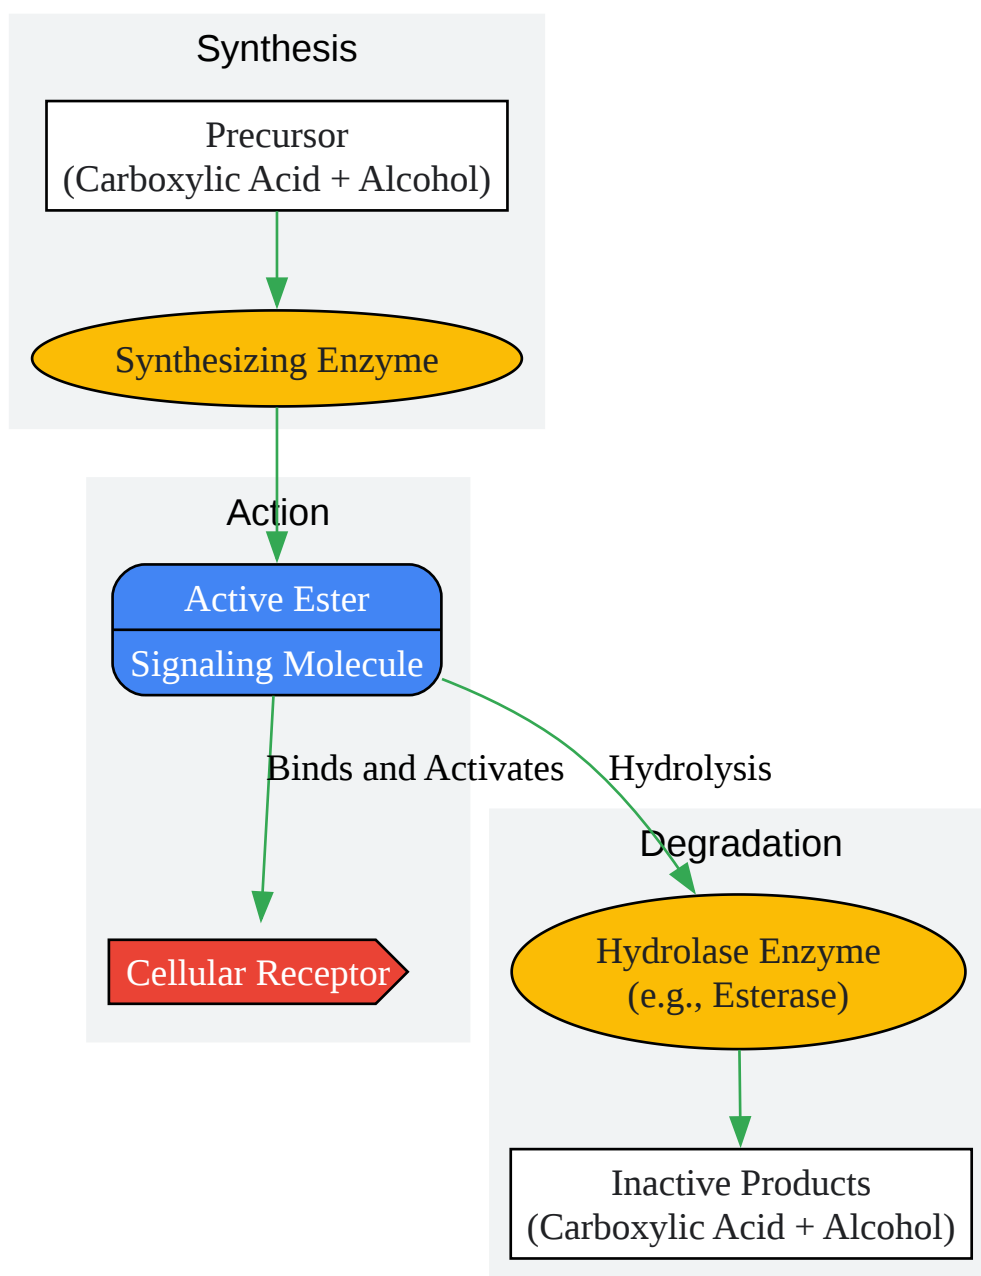 Synthesis
Precursor
(Carboxylic Acid + Alcohol)
Synthesizing Enzyme
Action
Active Ester
Signaling Molecule
Binds and Activates
Hydrolysis
Degradation
Cellular Receptor
Hydrolase Enzyme
(e.g., Esterase)
Inactive Products
(Carboxylic Acid + Alcohol)